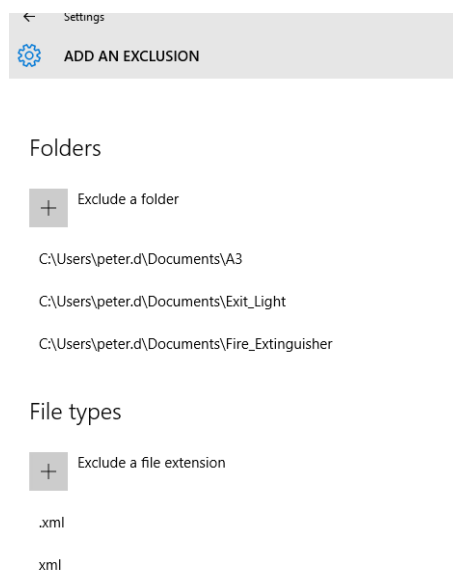 Settings
ADD AN EXCLUSION
Folders
Exclude a folder
C:\Users\peter.d\Documents\A3
C:\Users\peter.d\Documents\Exit_Light
C:\Users\peter.d\Documents\Fire_Extinguisher
File types
Exclude a file extension
.xml
xml